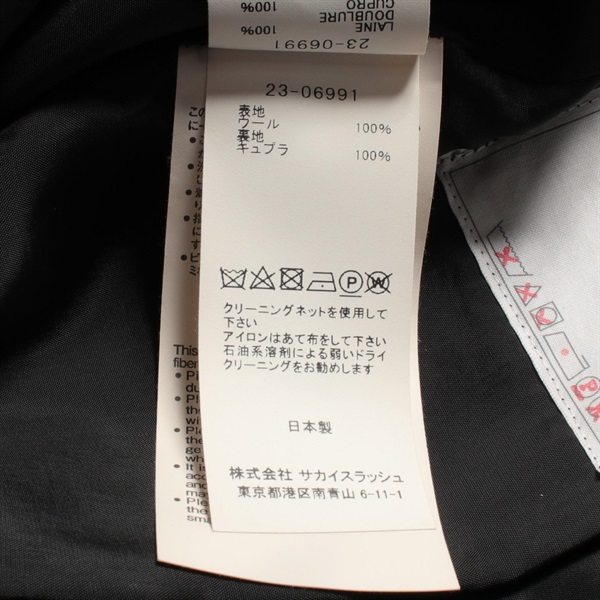 100%
CUPRO
DOUBLURE
100%
LAINE
23-06991
23-06991
表地
ウール 100%
裏地
キュプラ 100%
P W
クリーニングネットを使用して
下さい
アイロンはあて布をして下さい
石油系溶剤による弱いドライ
クリーニングをお勧めします
日本製
株式会社 サカイスラッシュ
東京都港区南青山 6-11-1
This
fiber